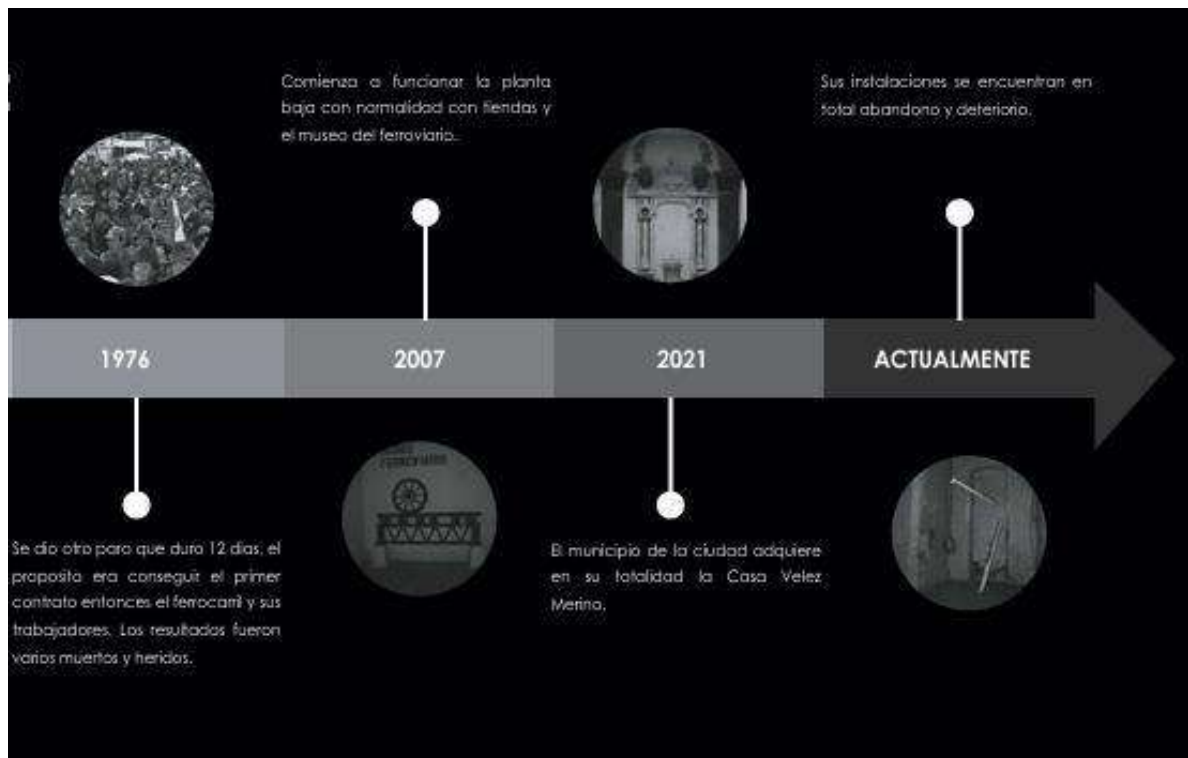 Comienza a funcionar la planta
baja con normalidad con tiendas y
el museo del ferroviario.
Sus instalaciones se encuentran en
total abandono y deterioro.
1976
2007
2021
ACTUALMENTE
Se dio otro paro que duro 12 dias, el
proposito era conseguir el primer
contrato entonces el ferrocarril y sus
trabajadores. Los resultados fueron
varios muertos y heridos.
El municipio de la ciudad adquiere
en su totalidad la Casa Velez
Merino.